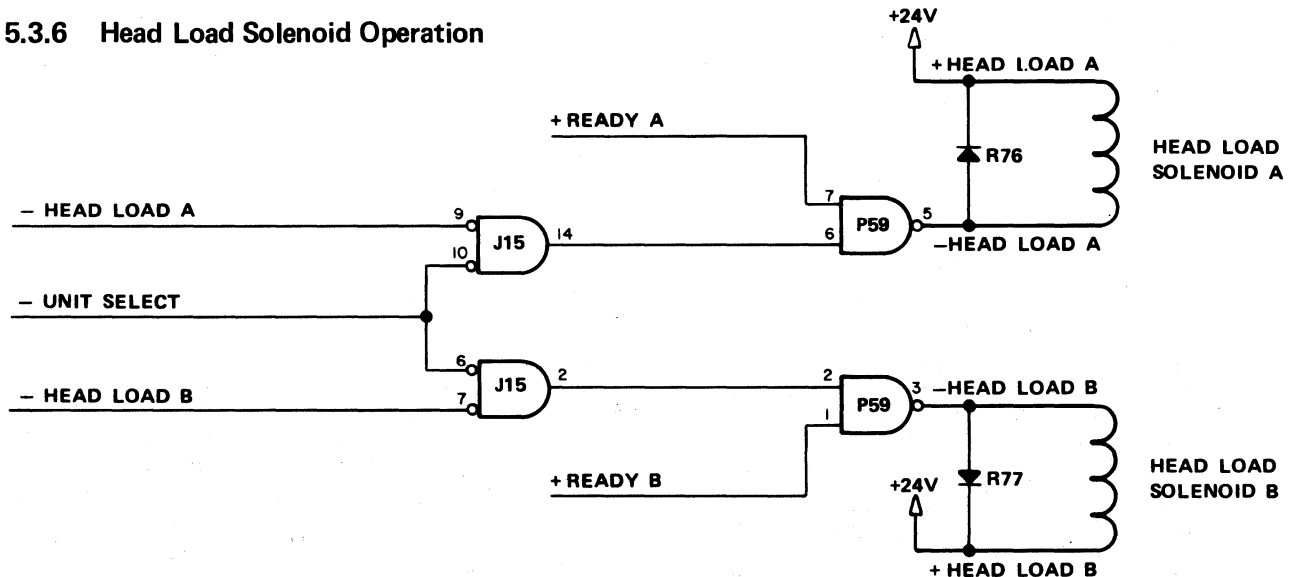 5.3.6 Head Load Solenoid Operation
+24V
+ HEAD LOAD A
+ READY A
R76
HEAD LOAD
SOLENOID A
− HEAD LOAD A
9
10
J15
14
7
6
P59
5
−HEAD LOAD A
− UNIT SELECT
6
7
J15
2
2
1
P59
3
−HEAD LOAD B
− HEAD LOAD B
+ READY B
+24V
R77
HEAD LOAD
SOLENOID B
+ HEAD LOAD B